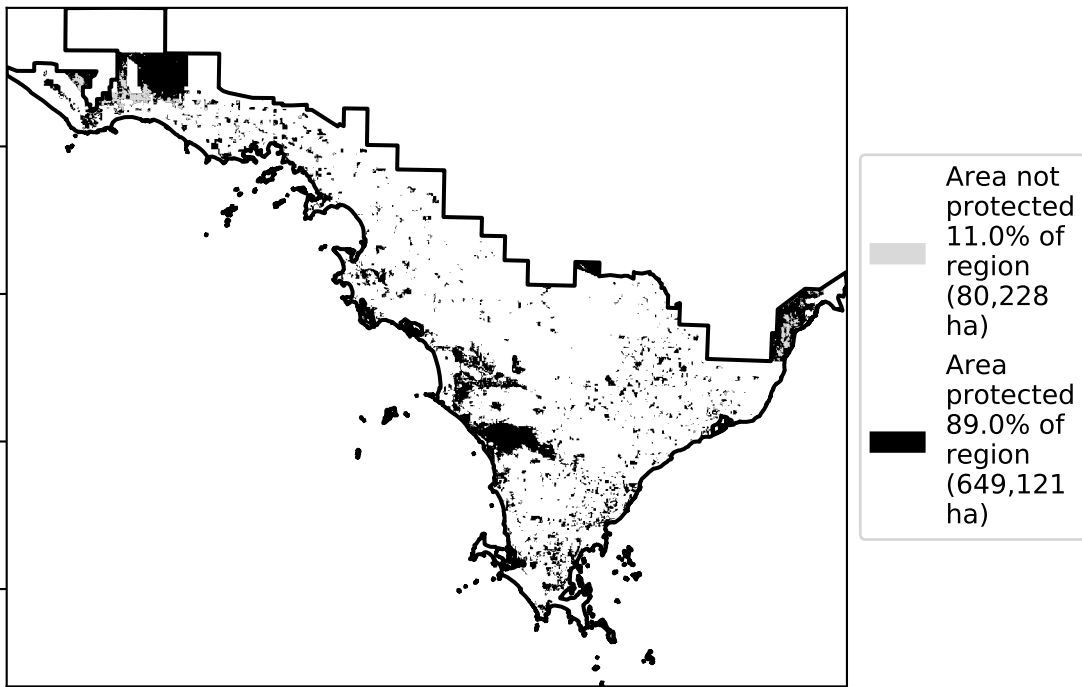 Area not
protected
11.0% of
region
(80,228
ha)
Area
protected
89.0% of
region
(649,121
ha)